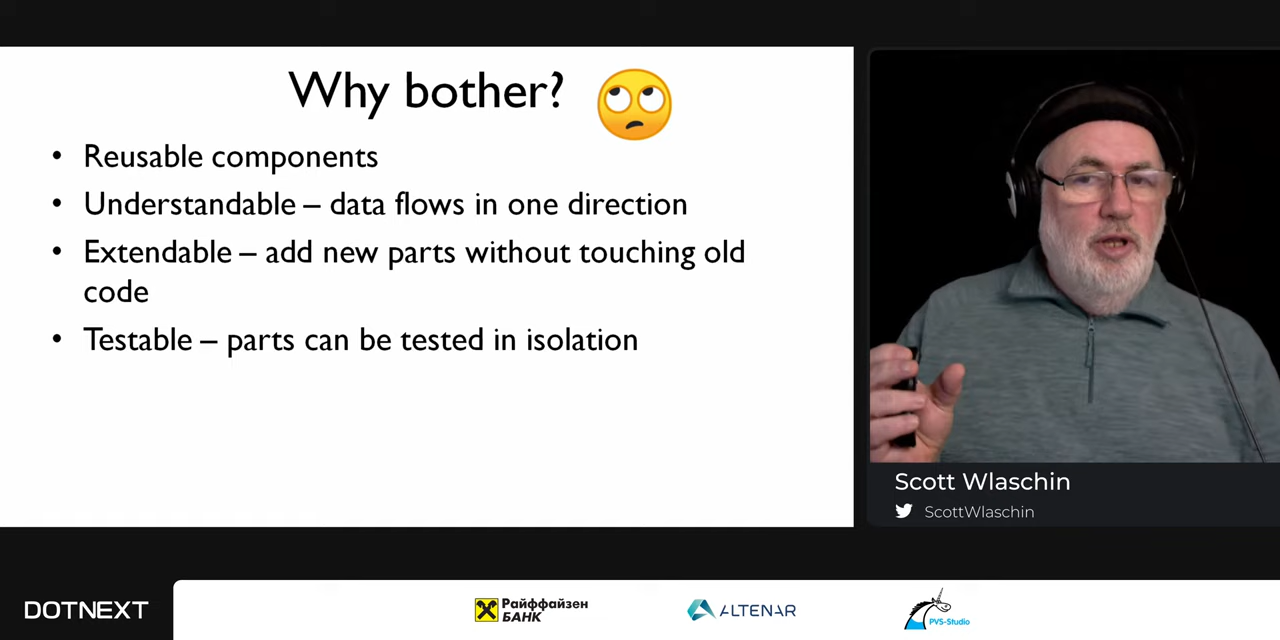 Why bother?
• Reusable components
• Understandable – data flows in one direction
• Extendable – add new parts without touching old
code
• Testable – parts can be tested in isolation
Scott Wlaschin
ScottWlaschin
DOTNEXT
Райффайзен
БАНК
ALTENAR
PVS-Studio